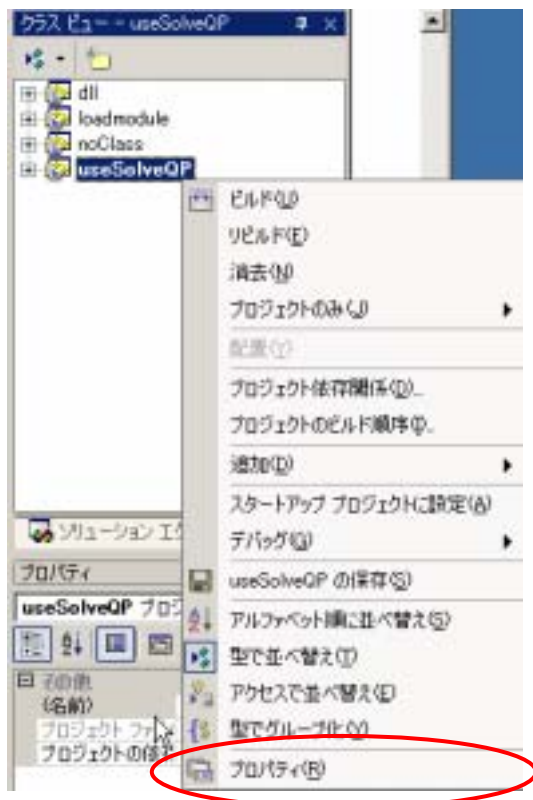 クラス ビュー - useSolveQP
dll
loadmodule
noClass
useSolveQP
ビルド(U)
リビルド(E)
消去(N)
プロジェクトのみ(J)
配置(Y)
プロジェクト依存関係(D)...
プロジェクトのビルド順序(I)...
追加(D)
スタートアップ プロジェクトに設定(A)
デバッグ(G)
useSolveQP の保存(S)
アルファベット順に並べ替え(S)
型で並べ替え(T)
アクセスで並べ替え(E)
型でグループ化(Y)
プロパティ(R)
ソリューション エク
プロパティ
useSolveQP プロジ
その他
(名前)
プロジェクト ファイ
プロジェクトの依存